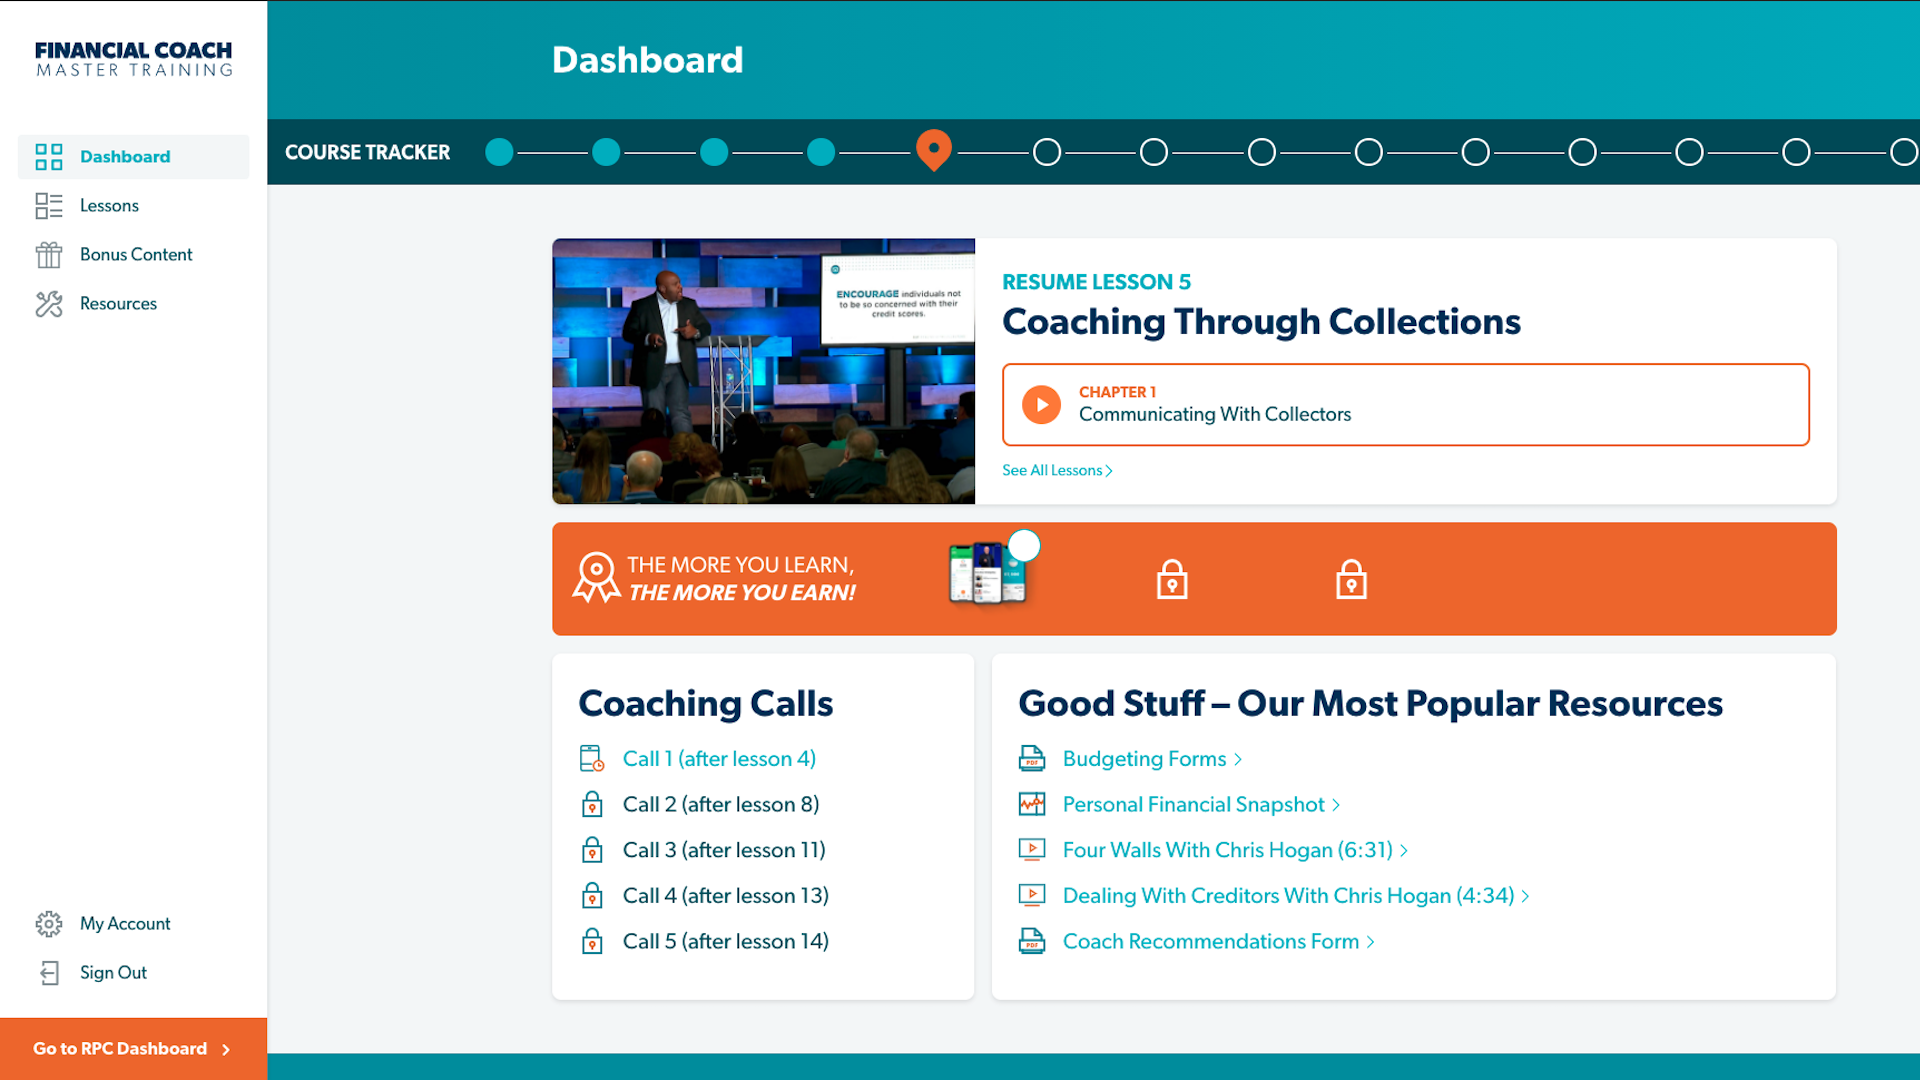 FINANCIAL COACH
MASTER TRAINING
Dashboard
Lessons
Bonus Content
Resources
My Account
Sign Out
Go to RPC Dashboard
Dashboard
COURSE TRACKER
ENCOURAGE individuals not
to be so concerned with their
credit scores.
RESUME LESSON 5
Coaching Through Collections
CHAPTER 1
Communicating With Collectors
See All Lessons
THE MORE YOU LEARN,
THE MORE YOU EARN!
Coaching Calls
Call 1 (after lesson 4)
Call 2 (after lesson 8)
Call 3 (after lesson 11)
Call 4 (after lesson 13)
Call 5 (after lesson 14)
Good Stuff – Our Most Popular Resources
PDF
Budgeting Forms
Personal Financial Snapshot
Four Walls With Chris Hogan (6:31)
Dealing With Creditors With Chris Hogan (4:34)
PDF
Coach Recommendations Form